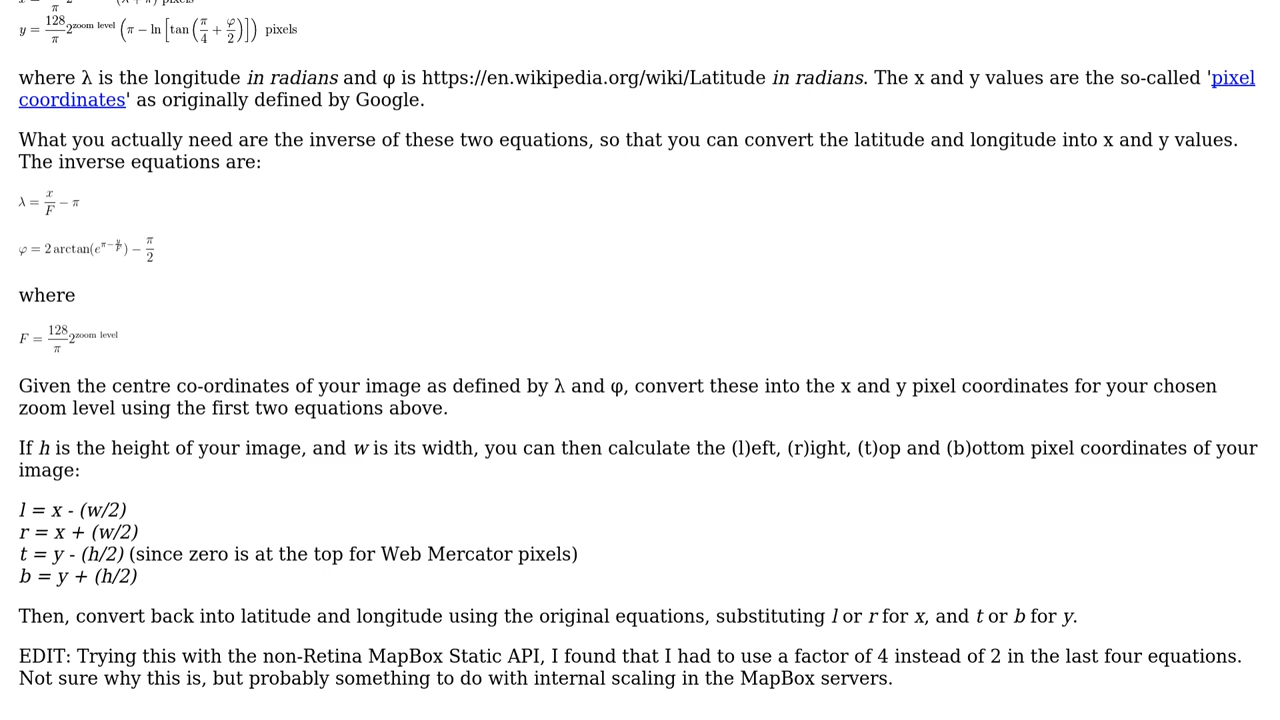 y = 128/π 2^zoom level (π − ln [tan (π/4 + φ/2)]) pixels
where λ is the longitude in radians and φ is https://en.wikipedia.org/wiki/Latitude in radians. The x and y values are the so-called 'pixel
coordinates' as originally defined by Google.
What you actually need are the inverse of these two equations, so that you can convert the latitude and longitude into x and y values.
The inverse equations are:
λ = x/F − π
φ = 2 arctan(e^(π − y/F)) − π/2
where
F = 128/π 2^zoom level
Given the centre co-ordinates of your image as defined by λ and φ, convert these into the x and y pixel coordinates for your chosen
zoom level using the first two equations above.
If h is the height of your image, and w is its width, you can then calculate the (l)eft, (r)ight, (t)op and (b)ottom pixel coordinates of your
image:
l = x - (w/2)
r = x + (w/2)
t = y - (h/2) (since zero is at the top for Web Mercator pixels)
b = y + (h/2)
Then, convert back into latitude and longitude using the original equations, substituting l or r for x, and t or b for y.
EDIT: Trying this with the non-Retina MapBox Static API, I found that I had to use a factor of 4 instead of 2 in the last four equations.
Not sure why this is, but probably something to do with internal scaling in the MapBox servers.